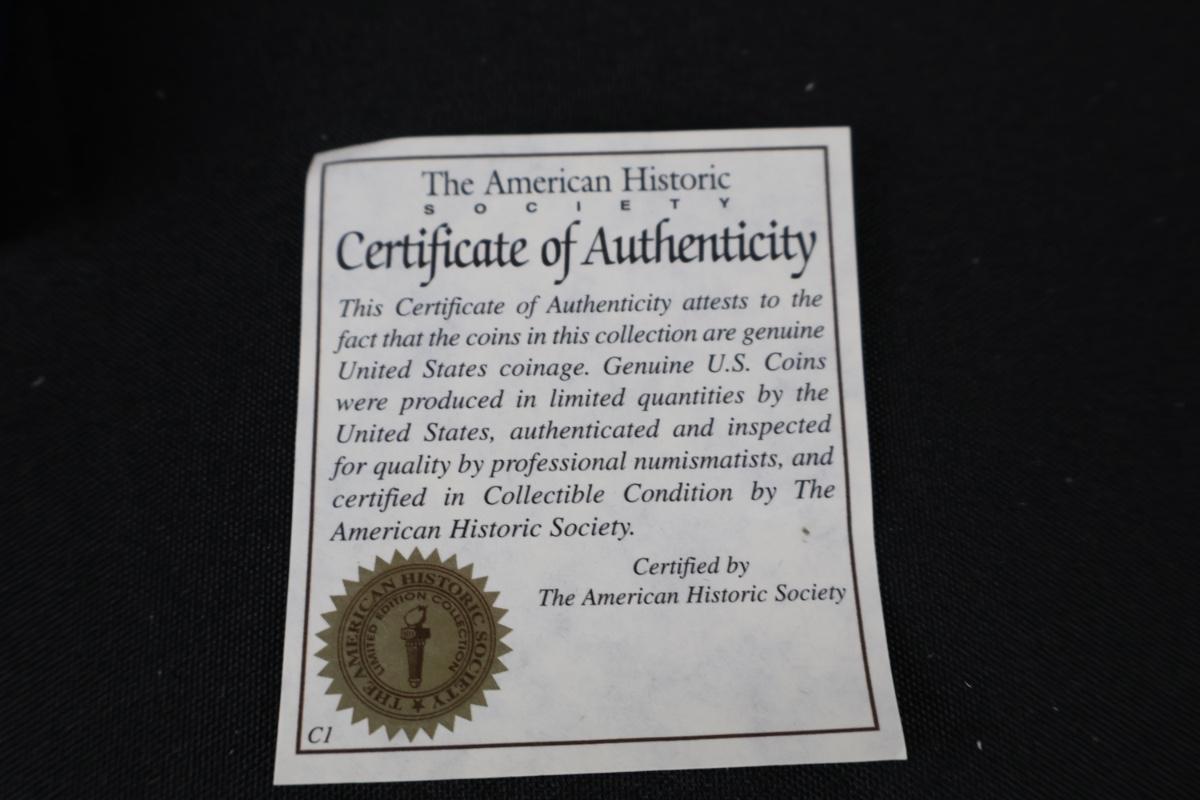 The American Historic
SOCIETY
Certificate of Authenticity
This Certificate of Authenticity attests to the
fact that the coins in this collection are genuine
United States coinage. Genuine U.S. Coins
were produced in limited quantities by the
United States, authenticated and inspected
for quality by professional numismatists, and
certified in Collectible Condition by The
American Historic Society.
Certified by
The American Historic Society
THE AMERICAN HISTORIC SOCIETY ★
LIMITED EDITION COLLECTION
C1